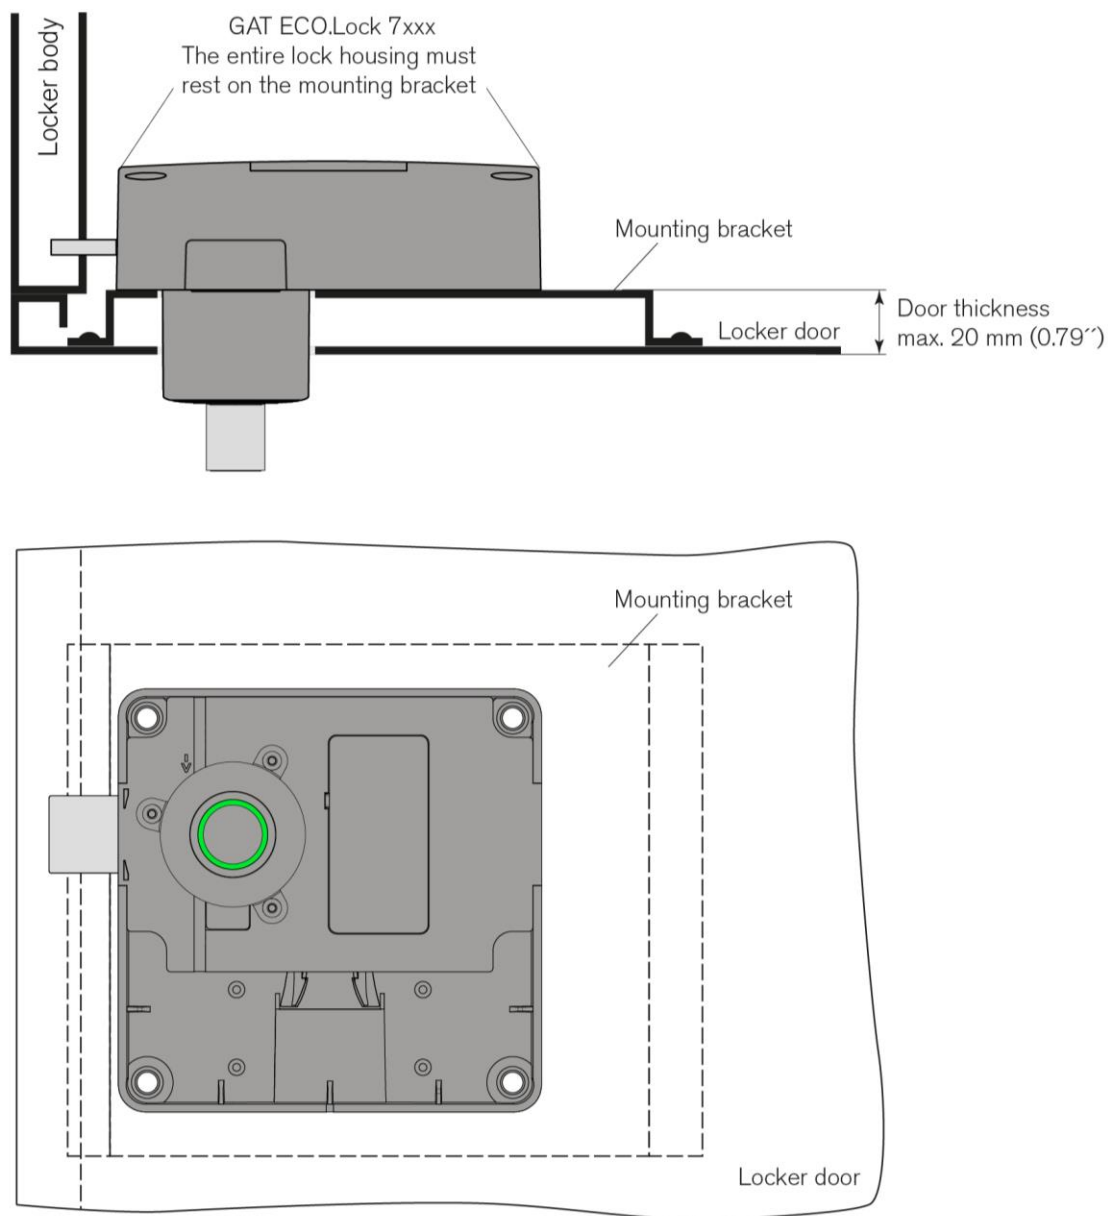 Locker body
GAT ECO.Lock 7xxx
The entire lock housing must
rest on the mounting bracket
Mounting bracket
Door thickness
max. 20 mm (0.79´´)
Locker door
Mounting bracket
Locker door